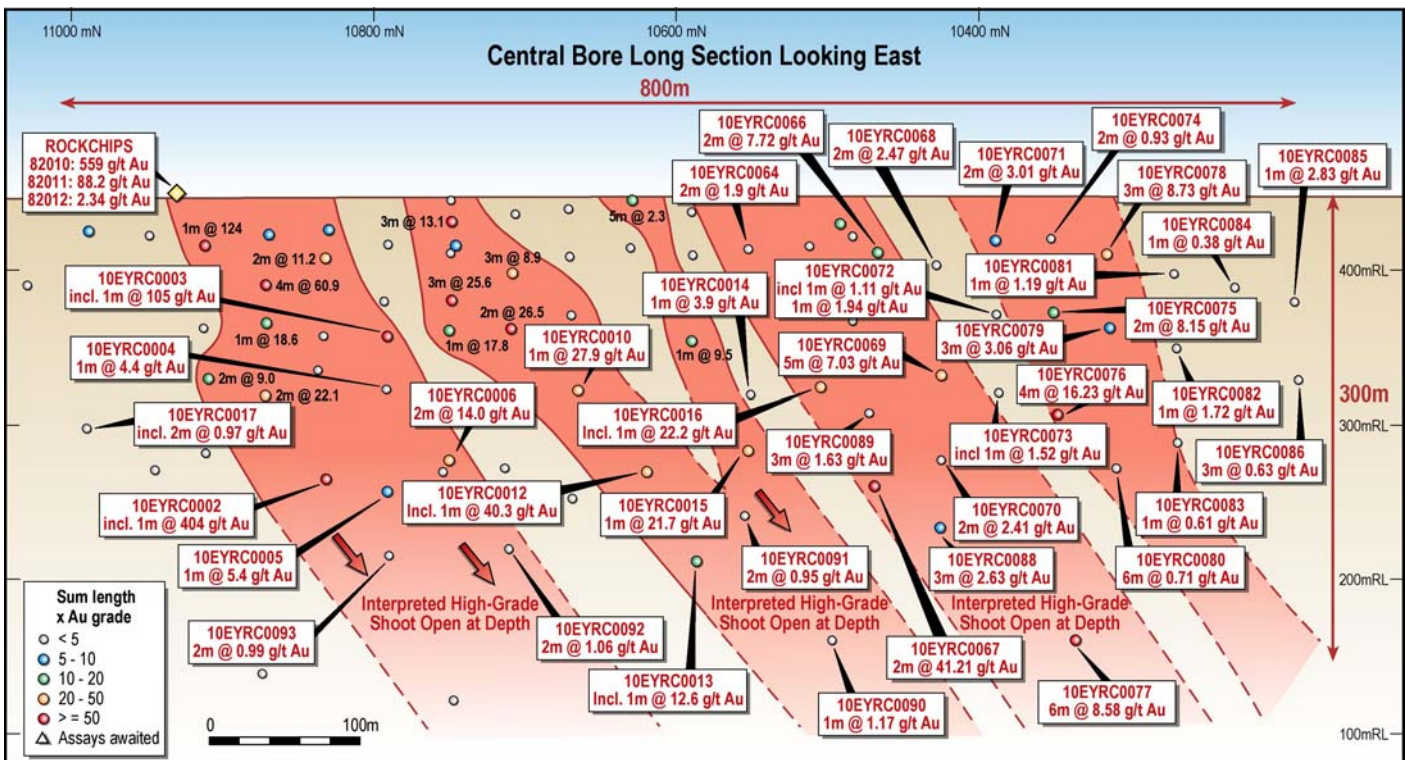 11000 mN
10800 mN
10600 mN
10400 mN
Central Bore Long Section Looking East
800m
ROCKCHIPS
82010: 559 g/t Au
82011: 88.2 g/t Au
82012: 2.34 g/t Au
10EYRC0066
2m @ 7.72 g/t Au
10EYRC0068
2m @ 2.47 g/t Au
10EYRC0074
2m @ 0.93 g/t Au
10EYRC0064
2m @ 1.9 g/t Au
10EYRC0071
2m @ 3.01 g/t Au
10EYRC0078
3m @ 8.73 g/t Au
10EYRC0085
1m @ 2.83 g/t Au
10EYRC0084
1m @ 0.38 g/t Au
1m @ 124
3m @ 13.1
5m @ 2.3
2m @ 11.2
3m @ 8.9
400mRL
10EYRC0003
incl. 1m @ 105 g/t Au
4m @ 60.9
3m @ 25.6
10EYRC0014
1m @ 3.9 g/t Au
10EYRC0072
incl 1m @ 1.11 g/t Au
1m @ 1.94 g/t Au
10EYRC0081
1m @ 1.19 g/t Au
10EYRC0075
2m @ 8.15 g/t Au
2m @ 26.5
1m @ 18.6
1m @ 17.8
10EYRC0010
1m @ 27.9 g/t Au
1m @ 9.5
10EYRC0069
5m @ 7.03 g/t Au
10EYRC0079
3m @ 3.06 g/t Au
10EYRC0004
1m @ 4.4 g/t Au
2m @ 9.0
2m @ 22.1
10EYRC0006
2m @ 14.0 g/t Au
10EYRC0076
4m @ 16.23 g/t Au
10EYRC0082
1m @ 1.72 g/t Au
300m
10EYRC0017
incl. 2m @ 0.97 g/t Au
10EYRC0016
Incl. 1m @ 22.2 g/t Au
10EYRC0089
3m @ 1.63 g/t Au
10EYRC0073
incl 1m @ 1.52 g/t Au
300mRL
10EYRC0086
3m @ 0.63 g/t Au
10EYRC0002
incl. 1m @ 404 g/t Au
10EYRC0012
Incl. 1m @ 40.3 g/t Au
10EYRC0015
1m @ 21.7 g/t Au
10EYRC0070
2m @ 2.41 g/t Au
10EYRC0083
1m @ 0.61 g/t Au
10EYRC0005
1m @ 5.4 g/t Au
10EYRC0091
2m @ 0.95 g/t Au
10EYRC0088
3m @ 2.63 g/t Au
10EYRC0080
6m @ 0.71 g/t Au
200mRL
Interpreted High-Grade
Shoot Open at Depth
Interpreted High-Grade
Shoot Open at Depth
Interpreted High-Grade
Shoot Open at Depth
10EYRC0093
2m @ 0.99 g/t Au
10EYRC0092
2m @ 1.06 g/t Au
10EYRC0013
Incl. 1m @ 12.6 g/t Au
10EYRC0067
2m @ 41.21 g/t Au
10EYRC0090
1m @ 1.17 g/t Au
10EYRC0077
6m @ 8.58 g/t Au
100mRL
Sum length
x Au grade
< 5
5 - 10
10 - 20
20 - 50
> = 50
Assays awaited
0
100m